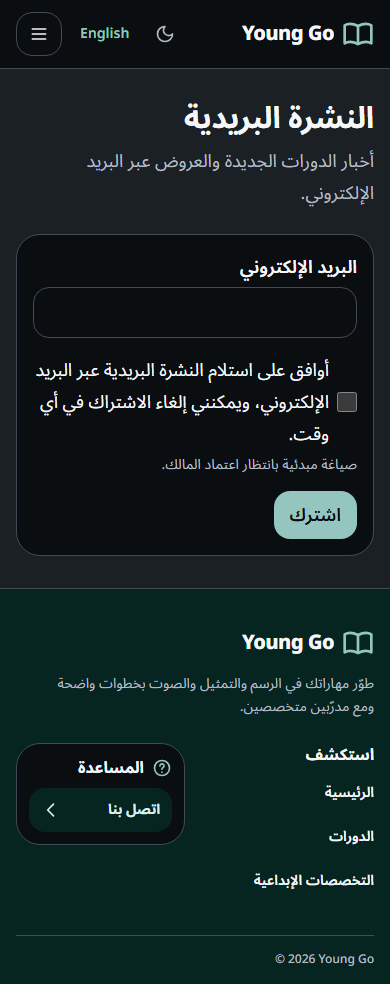 Young Go
English
النشرة البريدية
أخبار الدورات الجديدة والعروض عبر البريد
الإلكتروني.
البريد الإلكتروني
أوافق على استلام النشرة البريدية عبر البريد
الإلكتروني، ويمكنني إلغاء الاشتراك في أي
وقت.
صياغة مبدئية بانتظار اعتماد المالك.
اشترك
Young Go
طوّر مهاراتك في الرسم والتمثيل والصوت بخطوات واضحة
ومع مدرّبين متخصصين.
استكشف
الرئيسية
الدورات
التخصصات الإبداعية
المساعدة
اتصل بنا
© 2026 Young Go